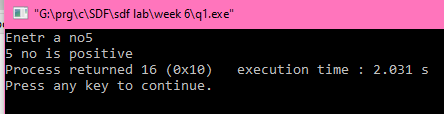 "G:\prg\c\SDF\sdf lab\week 6\q1.exe"
Enetr a no5
5 no is positive
Process returned 16 (0x10)   execution time : 2.031 s
Press any key to continue.